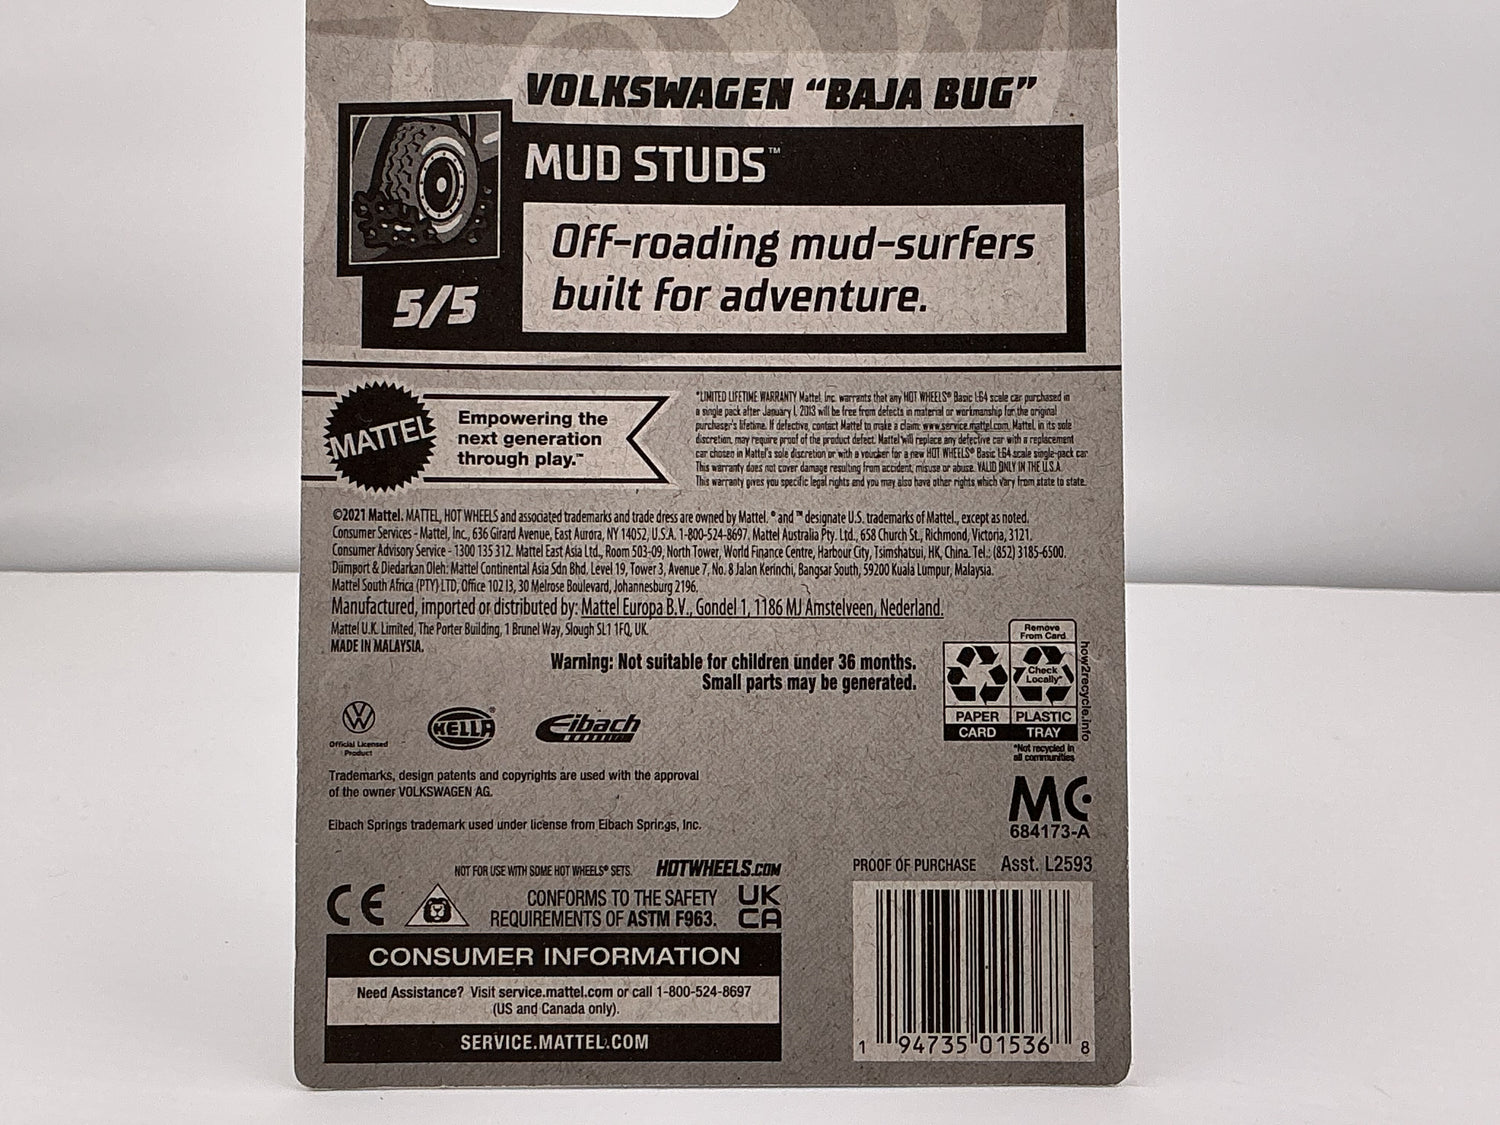 VOLKSWAGEN “BAJA BUG”
MUD STUDS™
Off-roading mud-surfers
built for adventure.
5/5
MATTEL
Empowering the
next generation
through play.™
*LIMITED LIFETIME WARRANTY Mattel, Inc. warrants that any HOT WHEELS® Basic 1:64 scale car purchased in
a single pack after January 1, 2013 will be free from defects in material or workmanship for the original
purchaser's lifetime. If defective, contact Mattel to make a claim: www.service.mattel.com. Mattel, in its sole
discretion, may require proof of the product defect. Mattel will replace any defective car with a replacement
car chosen in Mattel's sole discretion or with a voucher for a new HOT WHEELS® Basic 1:64 scale single-pack car.
This warranty does not cover damage resulting from accident, misuse or abuse. VALID ONLY IN THE U.S.A.
This warranty gives you specific legal rights and you may also have other rights which vary from state to state.
©2021 Mattel. MATTEL, HOT WHEELS and associated trademarks and trade dress are owned by Mattel. ® and ™ designate U.S. trademarks of Mattel., except as noted.
Consumer Services - Mattel, Inc., 636 Girard Avenue, East Aurora, NY 14052, U.S.A. 1-800-524-8697. Mattel Australia Pty. Ltd., 658 Church St., Richmond, Victoria, 3121.
Consumer Advisory Service - 1300 135 312. Mattel East Asia Ltd., Room 503-09, North Tower, World Finance Centre, Harbour City, Tsimshatsui, HK, China. Tel.: (852) 3185-6500.
Diimport & Diedarkan Oleh: Mattel Continental Asia Sdn Bhd. Level 19, Tower 3, Avenue 7, No. 8 Jalan Kerinchi, Bangsar South, 59200 Kuala Lumpur, Malaysia.
Mattel South Africa (PTY) LTD, Office 102 I3, 30 Melrose Boulevard, Johannesburg 2196.
Manufactured, imported or distributed by: Mattel Europa B.V., Gondel 1, 1186 MJ Amstelveen, Nederland.
Mattel U.K. Limited, The Porter Building, 1 Brunel Way, Slough SL1 1FQ, UK.
MADE IN MALAYSIA.
Warning: Not suitable for children under 36 months.
Small parts may be generated.
Remove
From Card
Check
Locally*
PAPER
CARD
PLASTIC
TRAY
how2recycle.info
*Not recycled in
all communities
VW
Official Licensed
Product
HELLA®
Eibach
Trademarks, design patents and copyrights are used with the approval
of the owner VOLKSWAGEN AG.
Eibach Springs trademark used under license from Eibach Springs, Inc.
MC
684173-A
NOT FOR USE WITH SOME HOT WHEELS® SETS.
HOTWHEELS.COM
PROOF OF PURCHASE
Asst. L2593
CE
CONFORMS TO THE SAFETY
REQUIREMENTS OF ASTM F963.
UK
CA
CONSUMER INFORMATION
Need Assistance? Visit service.mattel.com or call 1-800-524-8697
(US and Canada only).
SERVICE.MATTEL.COM
1 94735 01536 8